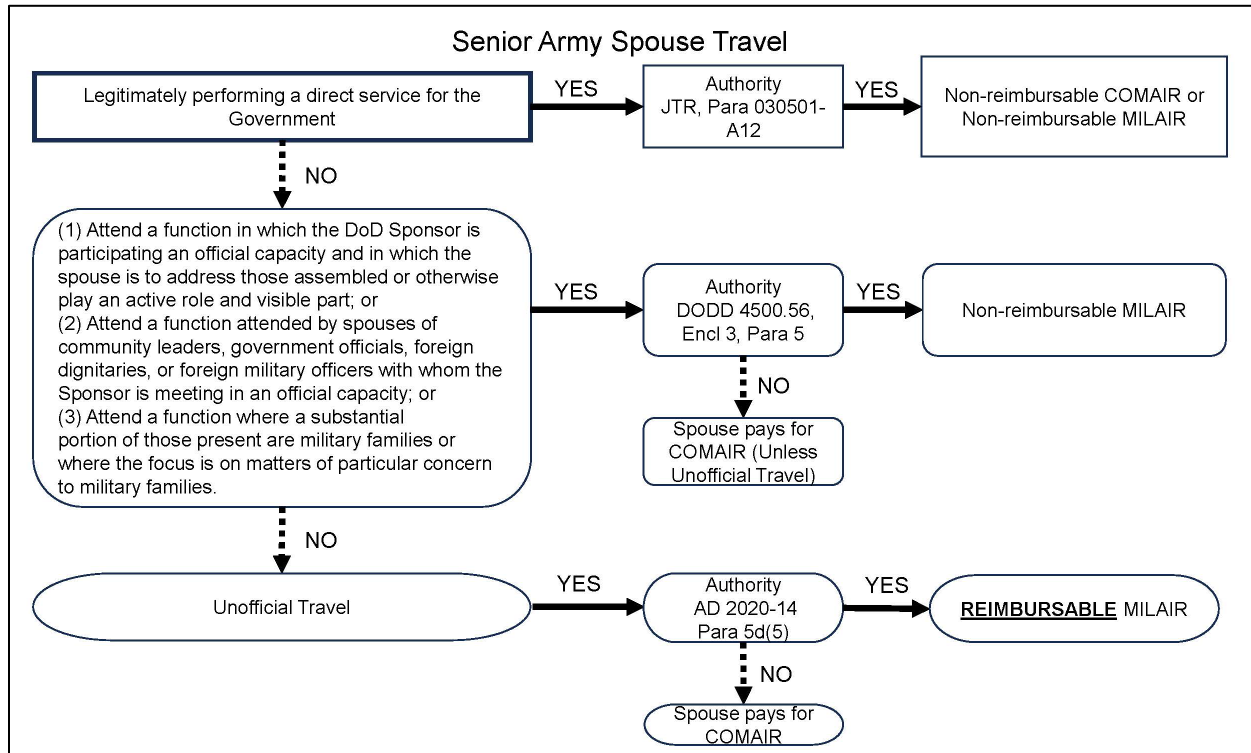 Senior Army Spouse Travel
Legitimately performing a direct service for the
Government
YES
Authority
JTR, Para 030501-
A12
YES
Non-reimbursable COMAIR or
Non-reimbursable MILAIR
NO
(1) Attend a function in which the DoD Sponsor is
participating an official capacity and in which the
spouse is to address those assembled or otherwise
play an active role and visible part; or
(2) Attend a function attended by spouses of
community leaders, government officials, foreign
dignitaries, or foreign military officers with whom the
Sponsor is meeting in an official capacity; or
(3) Attend a function where a substantial
portion of those present are military families or
where the focus is on matters of particular concern
to military families.
YES
Authority
DODD 4500.56,
Encl 3, Para 5
YES
Non-reimbursable MILAIR
NO
Spouse pays for
COMAIR (Unless
Unofficial Travel)
NO
Unofficial Travel
YES
Authority
AD 2020-14
Para 5d(5)
YES
REIMBURSABLE MILAIR
NO
Spouse pays for
COMAIR